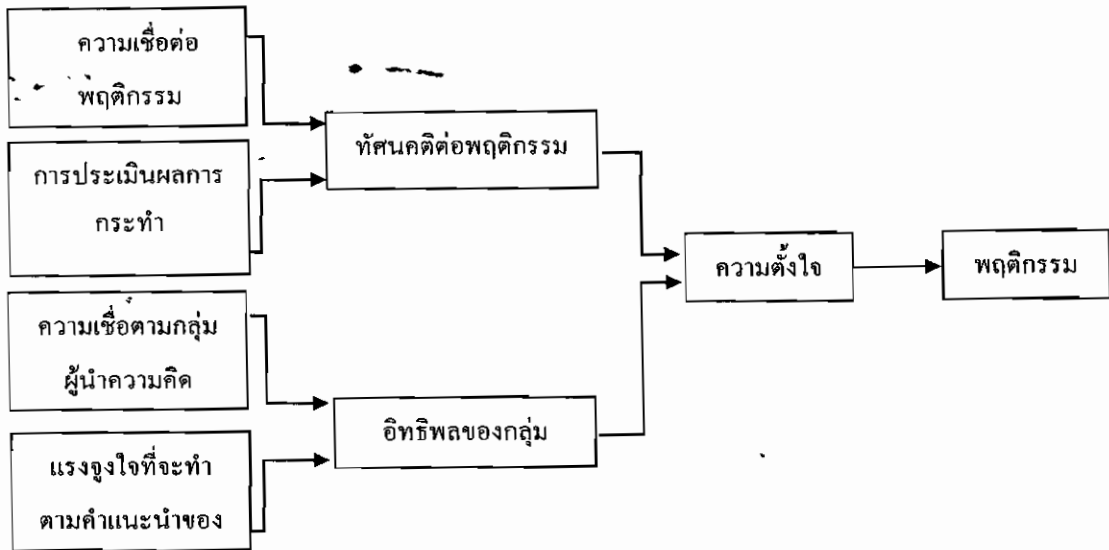 ความเชื่อต่อ
พฤติกรรม
การประเมินผลการ
กระทำ
ความเชื่อตามกลุ่ม
ผู้นำความคิด
แรงจูงใจที่จะทำ
ตามคำแนะนำของ
ทัศนคติต่อพฤติกรรม
อิทธิพลของกลุ่ม
ความตั้งใจ
พฤติกรรม